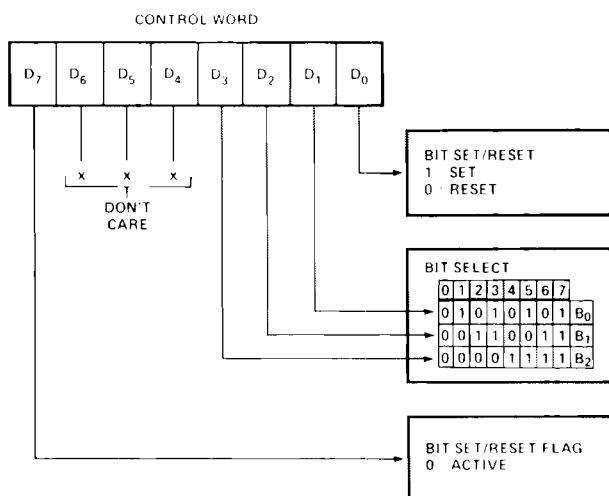 CONTROL WORD
D7 D6 D5 D4 D3 D2 D1 D0
X X X
DON'T
CARE
BIT SET/RESET
1 SET
0 RESET
BIT SELECT
0 1 2 3 4 5 6 7
0 1 0 1 0 1 0 1 B0
0 0 1 1 0 0 1 1 B1
0 0 0 0 1 1 1 1 B2
BIT SET/RESET FLAG
0 ACTIVE